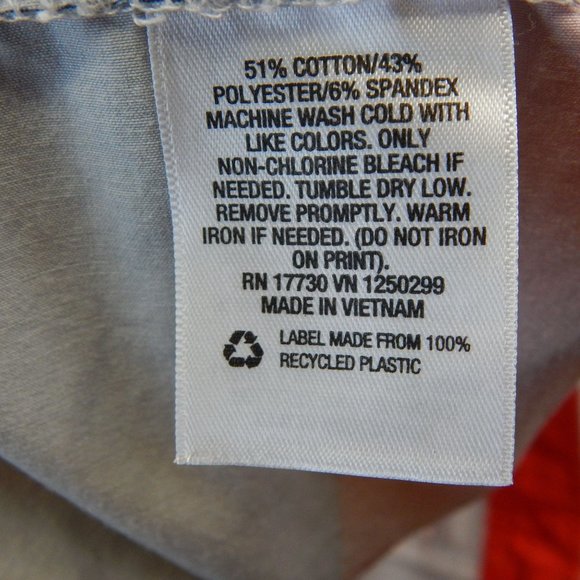 51% COTTON/43%
POLYESTER/6% SPANDEX
MACHINE WASH COLD WITH
LIKE COLORS. ONLY
NON-CHLORINE BLEACH IF
NEEDED. TUMBLE DRY LOW.
REMOVE PROMPTLY. WARM
IRON IF NEEDED. (DO NOT IRON
ON PRINT).
RN 17730 VN 1250299
MADE IN VIETNAM
LABEL MADE FROM 100%
RECYCLED PLASTIC